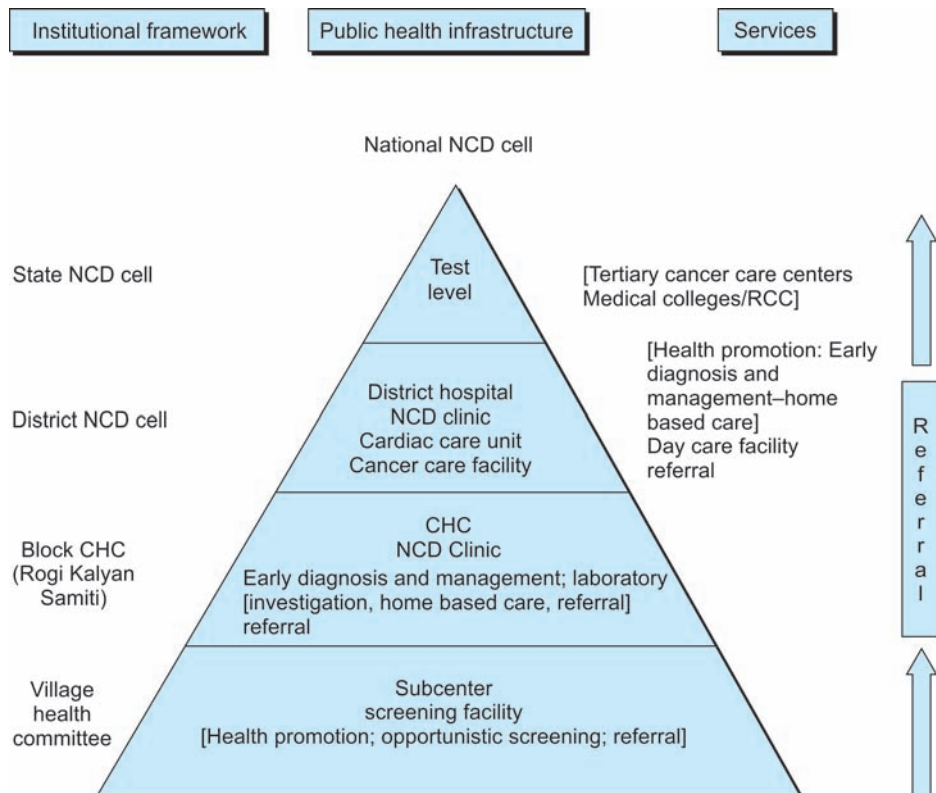 Institutional framework
Public health infrastructure
Services
National NCD cell
State NCD cell
Test
level
[Tertiary cancer care centers
Medical colleges/RCC]
District NCD cell
District hospital
NCD clinic
Cardiac care unit
Cancer care facility
[Health promotion: Early
diagnosis and
management–home
based care]
Day care facility
referral
Block CHC
(Rogi Kalyan
Samiti)
CHC
NCD Clinic
Early diagnosis and management; laboratory
[investigation, home based care, referral]
referral
Village
health
committee
Subcenter
screening facility
[Health promotion; opportunistic screening; referral]
Referral